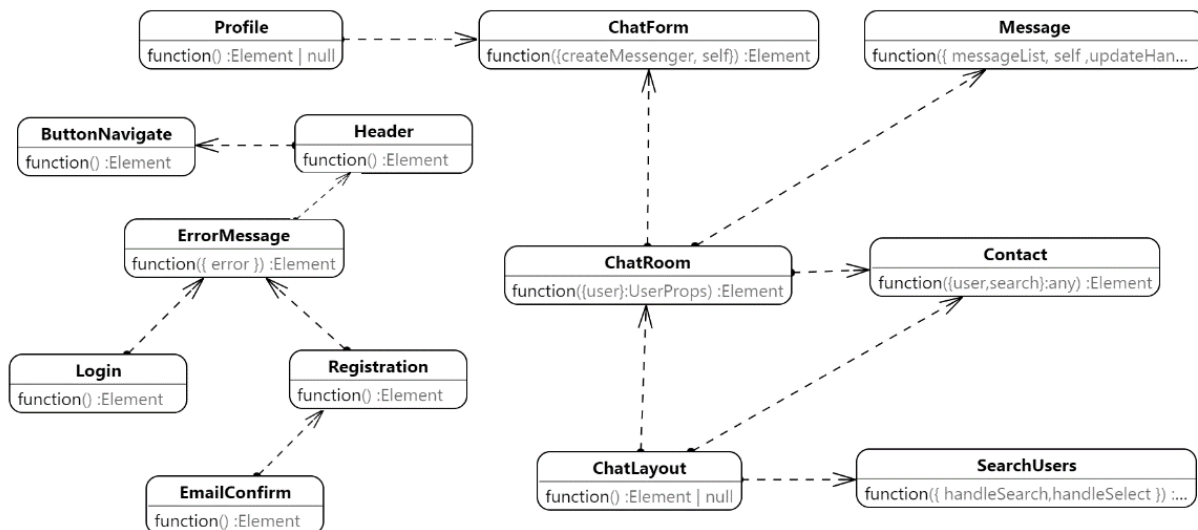 Profile
function() :Element | null
ChatForm
function({createMessenger, self}) :Element
Message
function({ messageList, self ,updateHan...
ButtonNavigate
function() :Element
Header
function() :Element
ErrorMessage
function({ error }) :Element
ChatRoom
function({user}:UserProps) :Element
Contact
function({user,search}:any) :Element
Login
function() :Element
Registration
function() :Element
EmailConfirm
function() :Element
ChatLayout
function() :Element | null
SearchUsers
function({ handleSearch,handleSelect }) :...